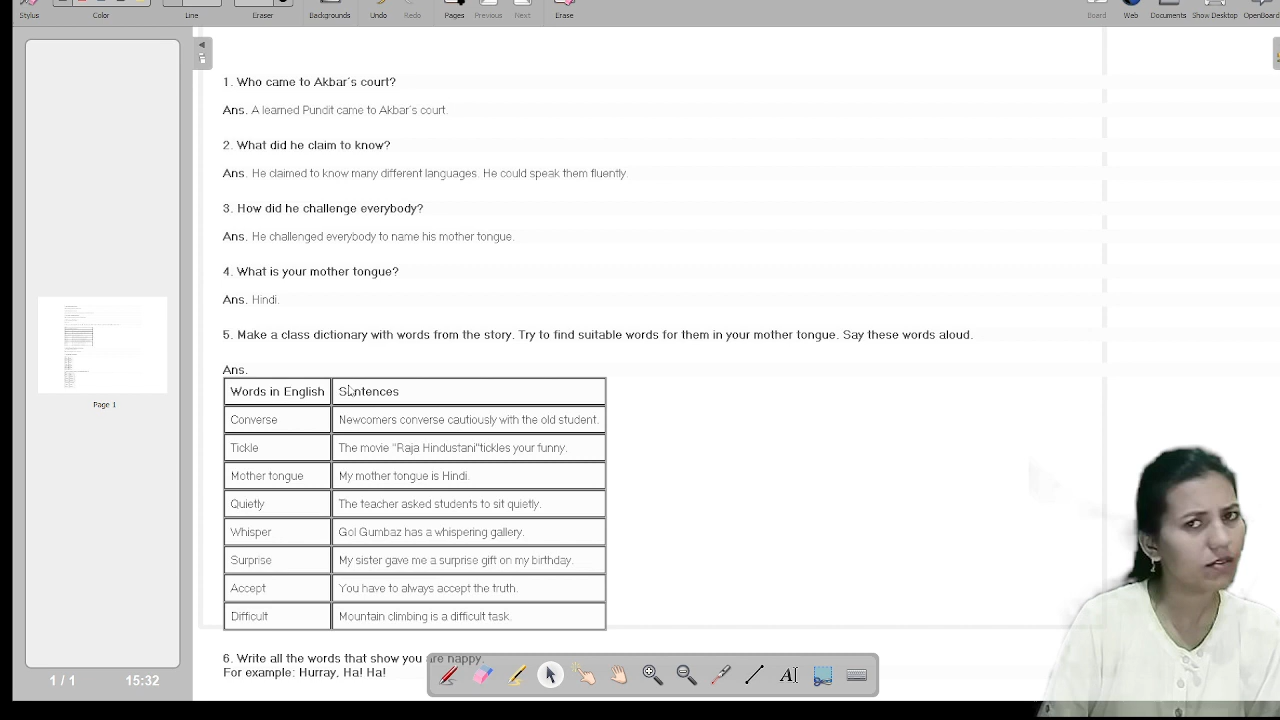 Stylus Color Line Eraser Backgrounds Undo Redo Pages Previous Next Erase Board Web Documents Show Desktop OpenBoard
1. Who came to Akbar's court?
Ans. A learned Pundit came to Akbar's court.
2. What did he claim to know?
Ans. He claimed to know many different languages. He could speak them fluently.
3. How did he challenge everybody?
Ans. He challenged everybody to name his mother tongue.
4. What is your mother tongue?
Ans. Hindi.
5. Make a class dictionary with words from the story. Try to find suitable words for them in your mother tongue. Say these words aloud.
Ans.
Words in English Sentences
Converse Newcomers converse cautiously with the old student.
Tickle The movie "Raja Hindustani"tickles your funny.
Mother tongue My mother tongue is Hindi.
Quietly The teacher asked students to sit quietly.
Whisper Gol Gumbaz has a whispering gallery.
Surprise My sister gave me a surprise gift on my birthday.
Accept You have to always accept the truth.
Difficult Mountain climbing is a difficult task.
6. Write all the words that show you are happy.
For example: Hurray, Ha! Ha!
Page 1
1 / 1 15:32